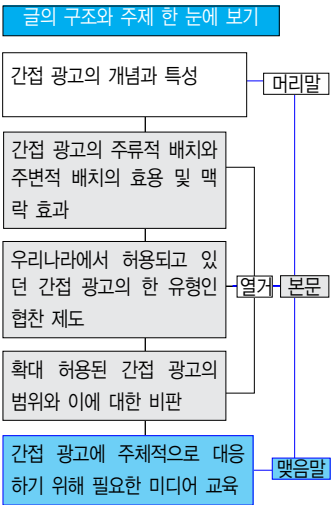 글의 구조와 주제 한 눈에 보기
간접 광고의 개념과 특성
머리말
간접 광고의 주류적 배치와
주변적 배치의 효용 및 맥
락 효과
우리나라에서 허용되고 있
던 간접 광고의 한 유형인
협찬 제도
열거
본문
확대 허용된 간접 광고의
범위와 이에 대한 비판
간접 광고에 주체적으로 대응
하기 위해 필요한 미디어 교육
맺음말